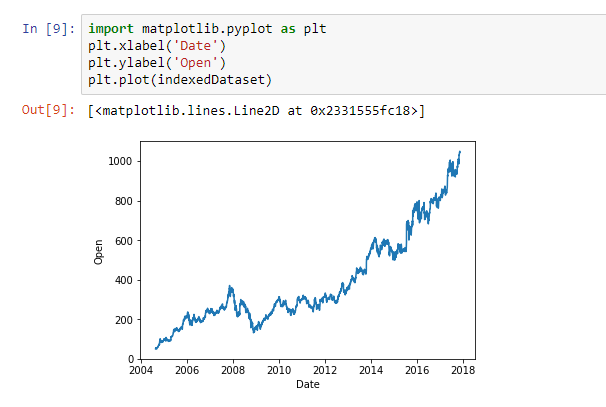 In [9]: import matplotlib.pyplot as plt
plt.xlabel('Date')
plt.ylabel('Open')
plt.plot(indexedDataset)
Out[9]: [<matplotlib.lines.Line2D at 0x2331555fc18>]
1000
800
600
400
200
0
Open
2004 2006 2008 2010 2012 2014 2016 2018
Date